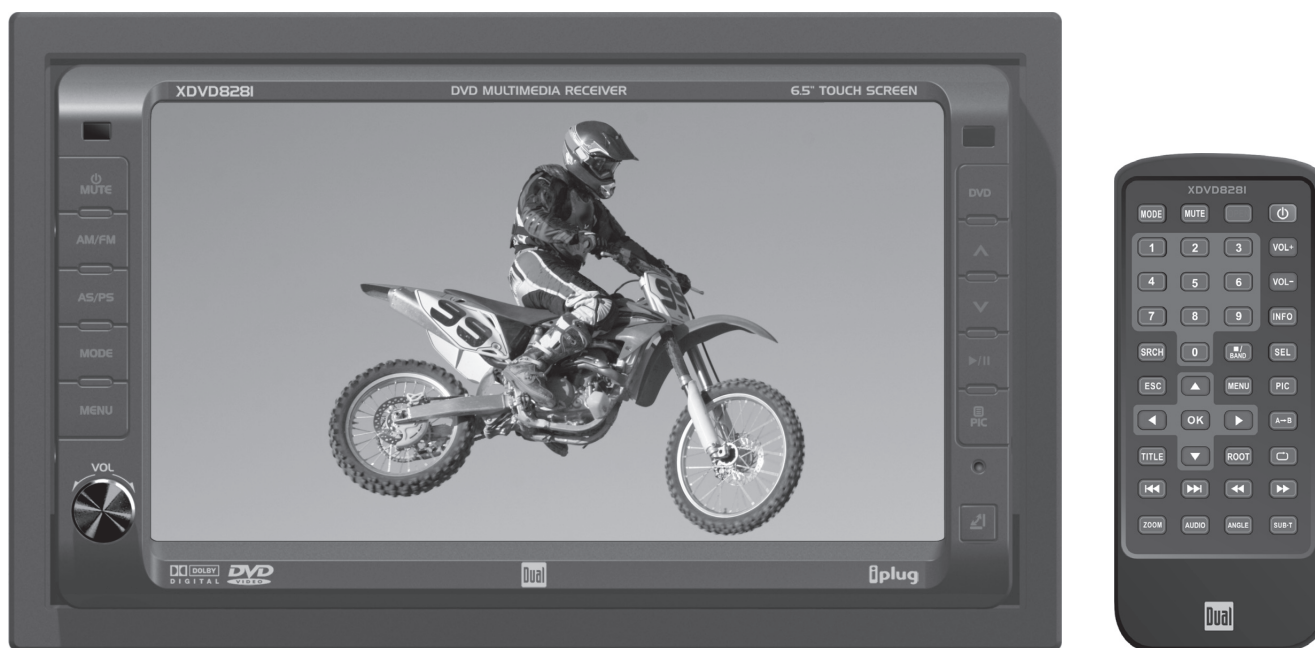 XDVD828I DVD MULTIMEDIA RECEIVER 6.5" TOUCH SCREEN
MUTE
AM/FM
AS/PS
MODE
MENU
VOL
DVD
PIC
99
99
DOLBY
DIGITAL
DVD
VIDEO
Dual
iplug
XDVD828I
MODE MUTE
1 2 3 VOL+
4 5 6 VOL-
7 8 9 INFO
SRCH 0 ■/BAND SEL
ESC MENU PIC
OK A→B
TITLE ROOT
ZOOM AUDIO ANGLE SUB-T
Dual